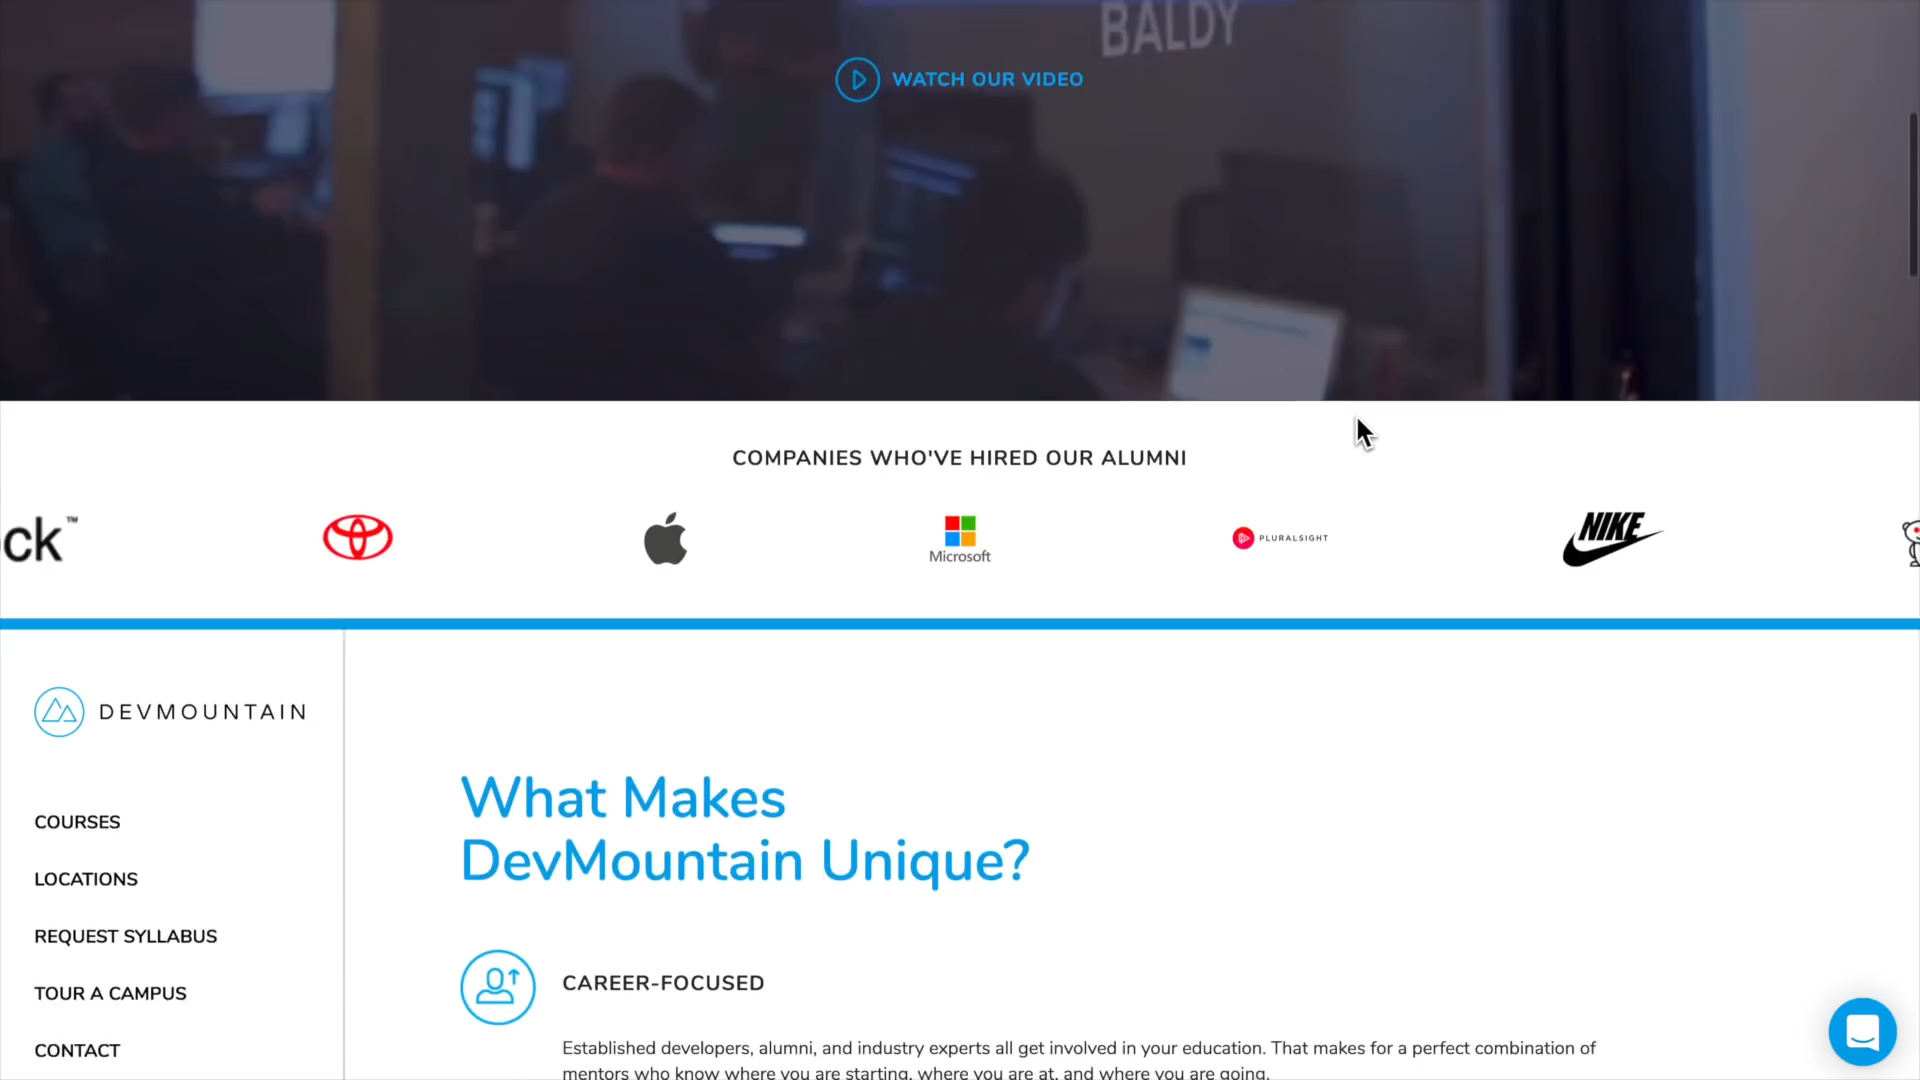 BALDY
WATCH OUR VIDEO
COMPANIES WHO'VE HIRED OUR ALUMNI
ck™
Microsoft
PLURALSIGHT
NIKE
DEVMOUNTAIN
COURSES
LOCATIONS
REQUEST SYLLABUS
TOUR A CAMPUS
CONTACT
What Makes
DevMountain Unique?
CAREER-FOCUSED
Established developers, alumni, and industry experts all get involved in your education. That makes for a perfect combination of
mentors who know where you are starting, where you are at, and where you are going.